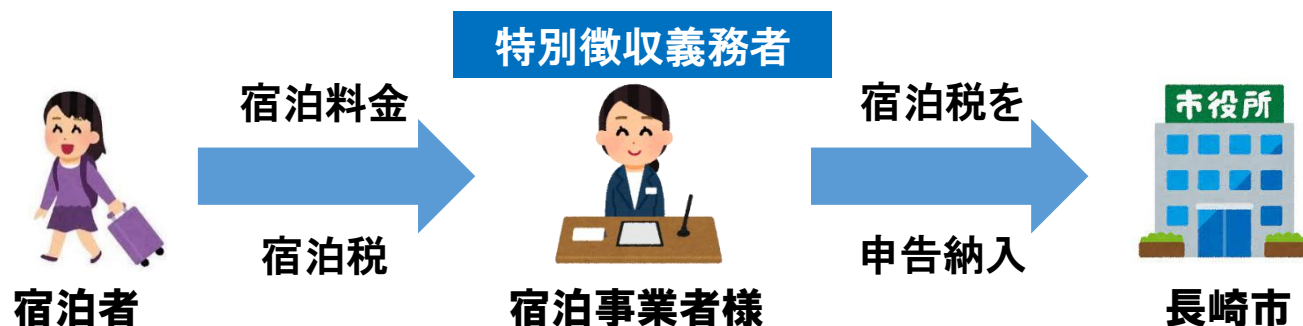 特別徴収義務者
宿泊料金
宿泊税
宿泊税を
申告納入
市役所
宿泊者
宿泊事業者様
長崎市